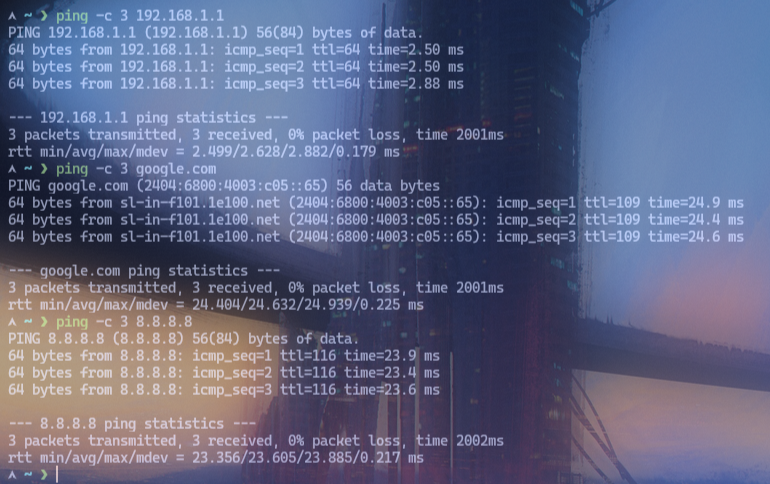 ~ ❯ ping -c 3 192.168.1.1
PING 192.168.1.1 (192.168.1.1) 56(84) bytes of data.
64 bytes from 192.168.1.1: icmp_seq=1 ttl=64 time=2.50 ms
64 bytes from 192.168.1.1: icmp_seq=2 ttl=64 time=2.50 ms
64 bytes from 192.168.1.1: icmp_seq=3 ttl=64 time=2.88 ms

--- 192.168.1.1 ping statistics ---
3 packets transmitted, 3 received, 0% packet loss, time 2001ms
rtt min/avg/max/mdev = 2.499/2.628/2.882/0.179 ms
~ ❯ ping -c 3 google.com
PING google.com (2404:6800:4003:c05::65) 56 data bytes
64 bytes from sl-in-f101.1e100.net (2404:6800:4003:c05::65): icmp_seq=1 ttl=109 time=24.9 ms
64 bytes from sl-in-f101.1e100.net (2404:6800:4003:c05::65): icmp_seq=2 ttl=109 time=24.4 ms
64 bytes from sl-in-f101.1e100.net (2404:6800:4003:c05::65): icmp_seq=3 ttl=109 time=24.6 ms

--- google.com ping statistics ---
3 packets transmitted, 3 received, 0% packet loss, time 2001ms
rtt min/avg/max/mdev = 24.404/24.632/24.939/0.225 ms
~ ❯ ping -c 3 8.8.8.8
PING 8.8.8.8 (8.8.8.8) 56(84) bytes of data.
64 bytes from 8.8.8.8: icmp_seq=1 ttl=116 time=23.9 ms
64 bytes from 8.8.8.8: icmp_seq=2 ttl=116 time=23.4 ms
64 bytes from 8.8.8.8: icmp_seq=3 ttl=116 time=23.6 ms

--- 8.8.8.8 ping statistics ---
3 packets transmitted, 3 received, 0% packet loss, time 2002ms
rtt min/avg/max/mdev = 23.356/23.605/23.885/0.217 ms
~ ❯